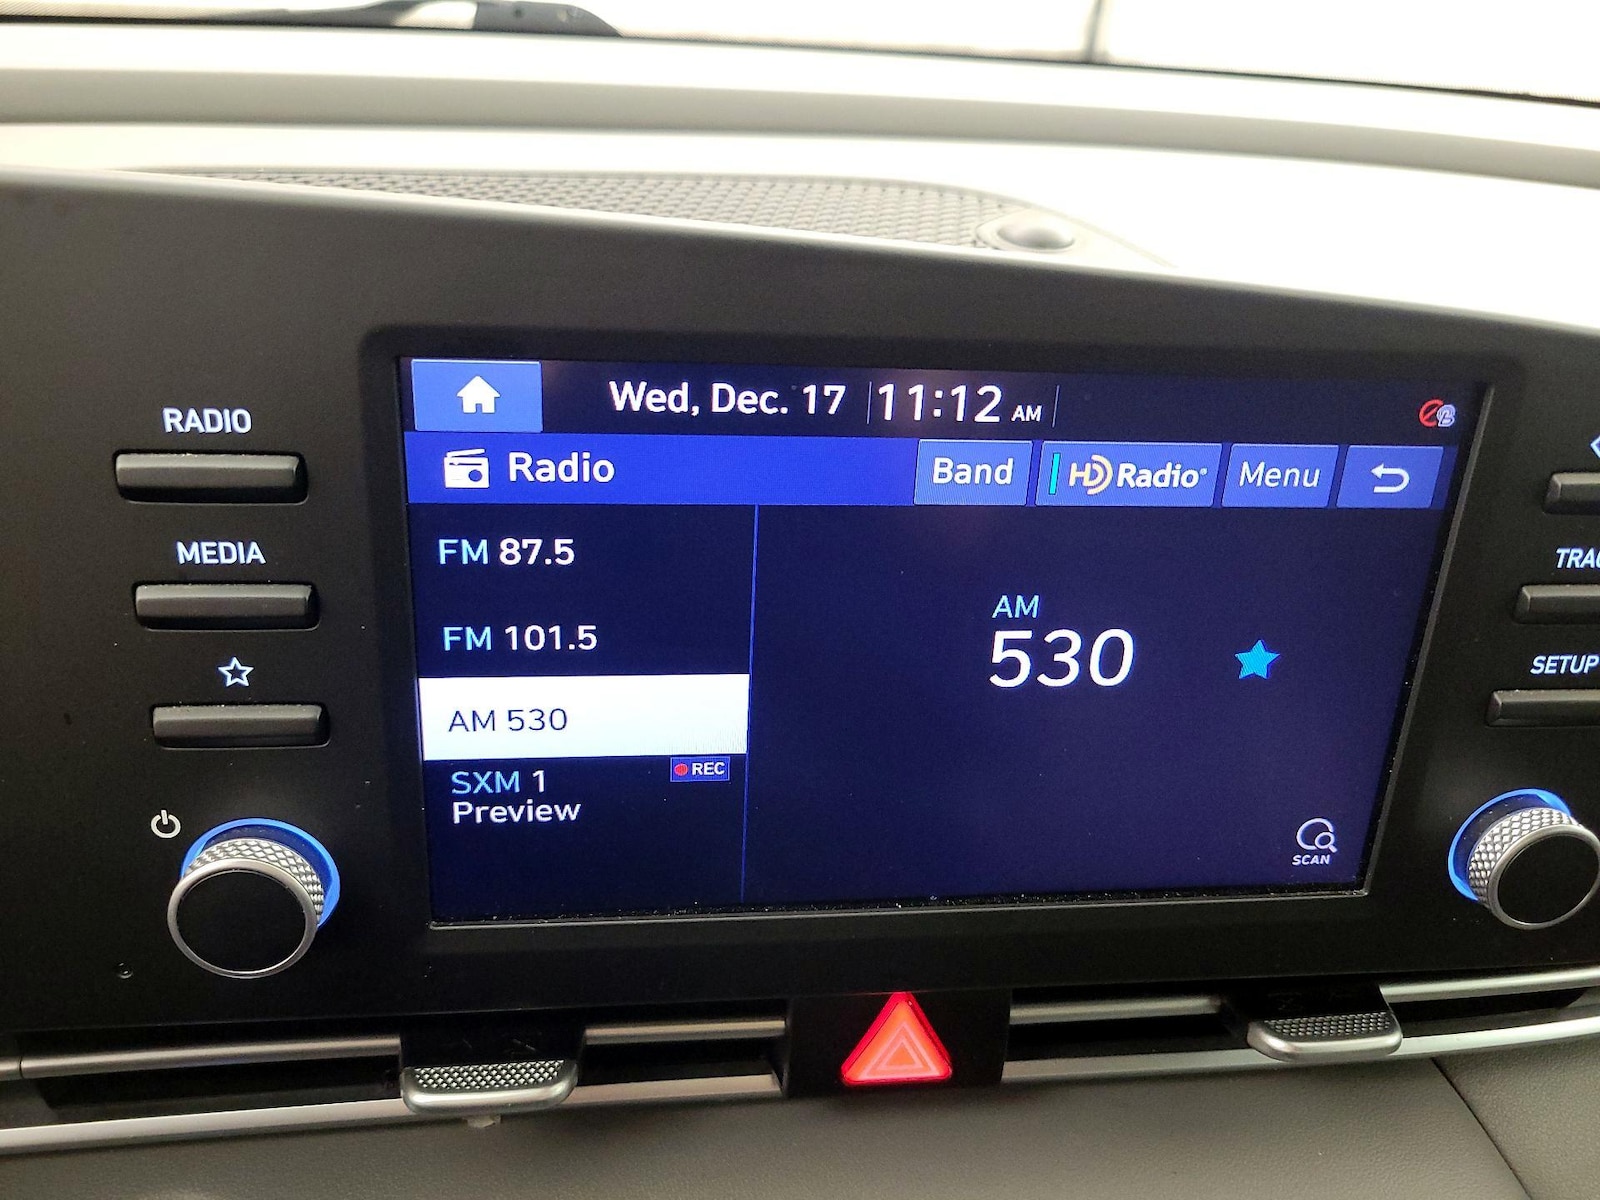 Wed, Dec. 17 11:12 AM
RADIO
Radio Band HD Radio Menu
MEDIA
FM 87.5
FM 101.5
AM 530
REC
SXM 1
Preview
AM
530
SCAN
SETUP